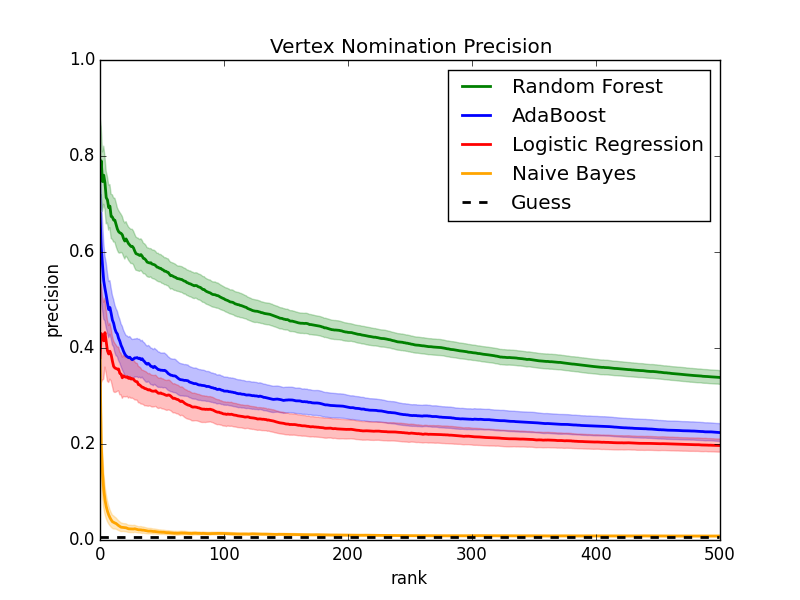 Vertex Nomination Precision
1.0
0.8
0.6
0.4
0.2
0.0
precision
Random Forest
AdaBoost
Logistic Regression
Naive Bayes
Guess
0 100 200 300 400 500
rank